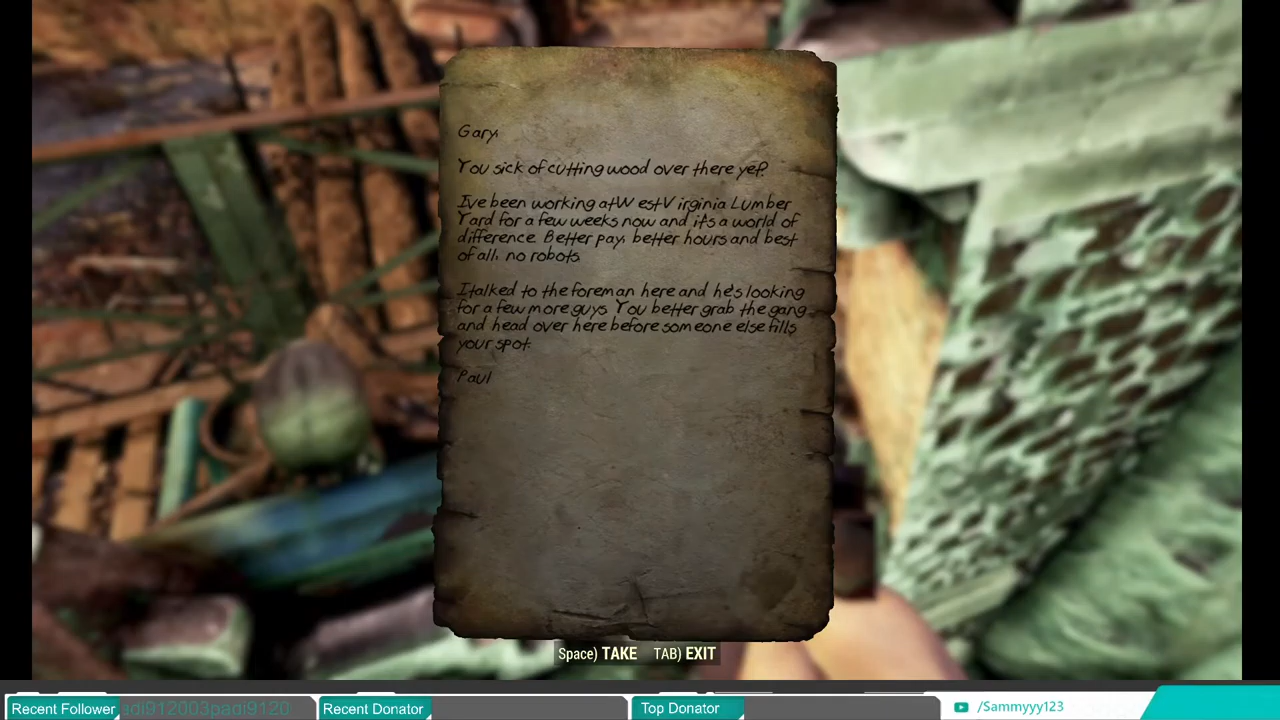 Gary,
You sick of cutting wood over there yet?
I've been working at West Virginia Lumber
Yard for a few weeks now and it's a world of
difference. Better pay, better hours and best
of all, no robots.
I talked to the foreman here and he's looking
for a few more guys. You better grab the gang
and head over here before someone else fills
your spot.
Paul
Space) TAKE TAB) EXIT
Recent Follower
Recent Donator
Top Donator
/Sammyyy123